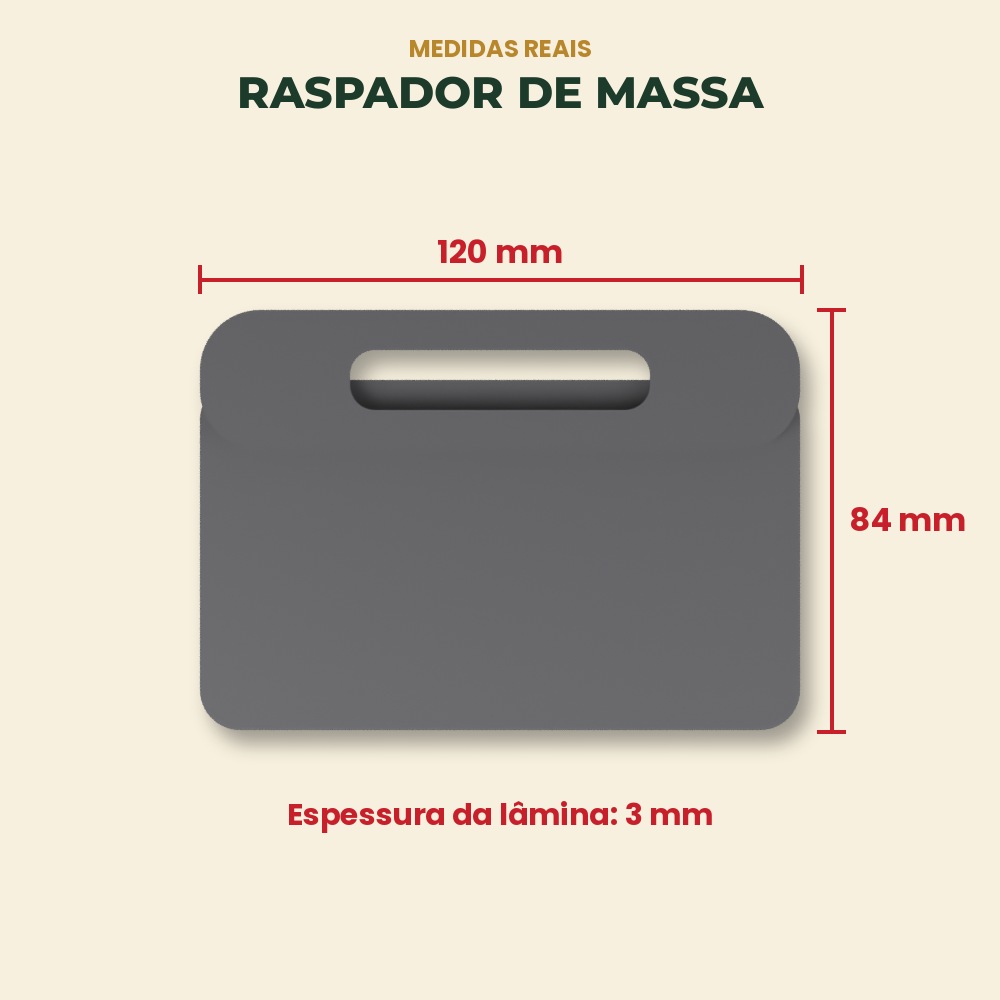 MEDIDAS REAIS
RASPADOR DE MASSA
120 mm
84 mm
Espessura da lâmina: 3 mm